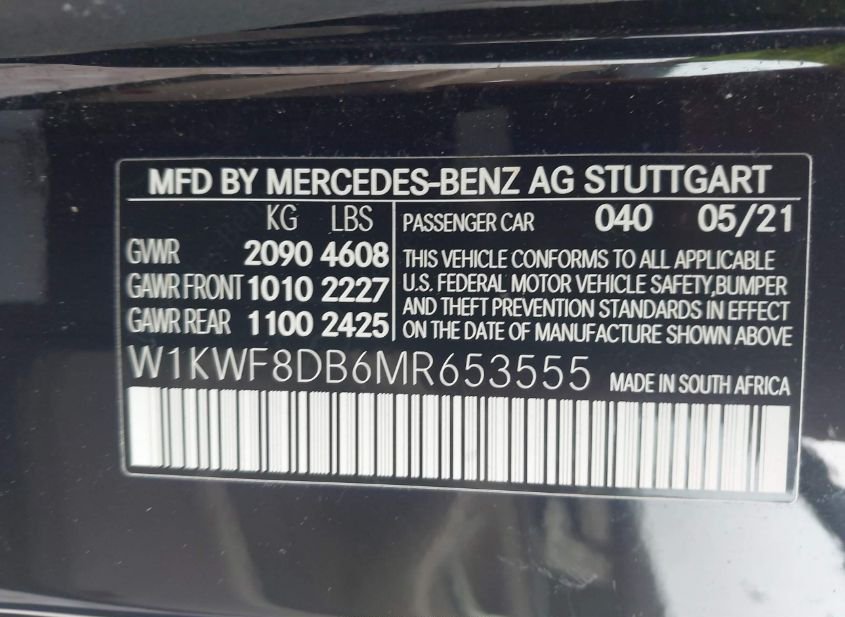 MFD BY MERCEDES-BENZ AG STUTTGART
KG LBS
GVWR 2090 4608
GAWR FRONT 1010 2227
GAWR REAR 1100 2425
PASSENGER CAR 040 05/21
THIS VEHICLE CONFORMS TO ALL APPLICABLE
U.S. FEDERAL MOTOR VEHICLE SAFETY,BUMPER
AND THEFT PREVENTION STANDARDS IN EFFECT
ON THE DATE OF MANUFACTURE SHOWN ABOVE
W1KWF8DB6MR653555
MADE IN SOUTH AFRICA